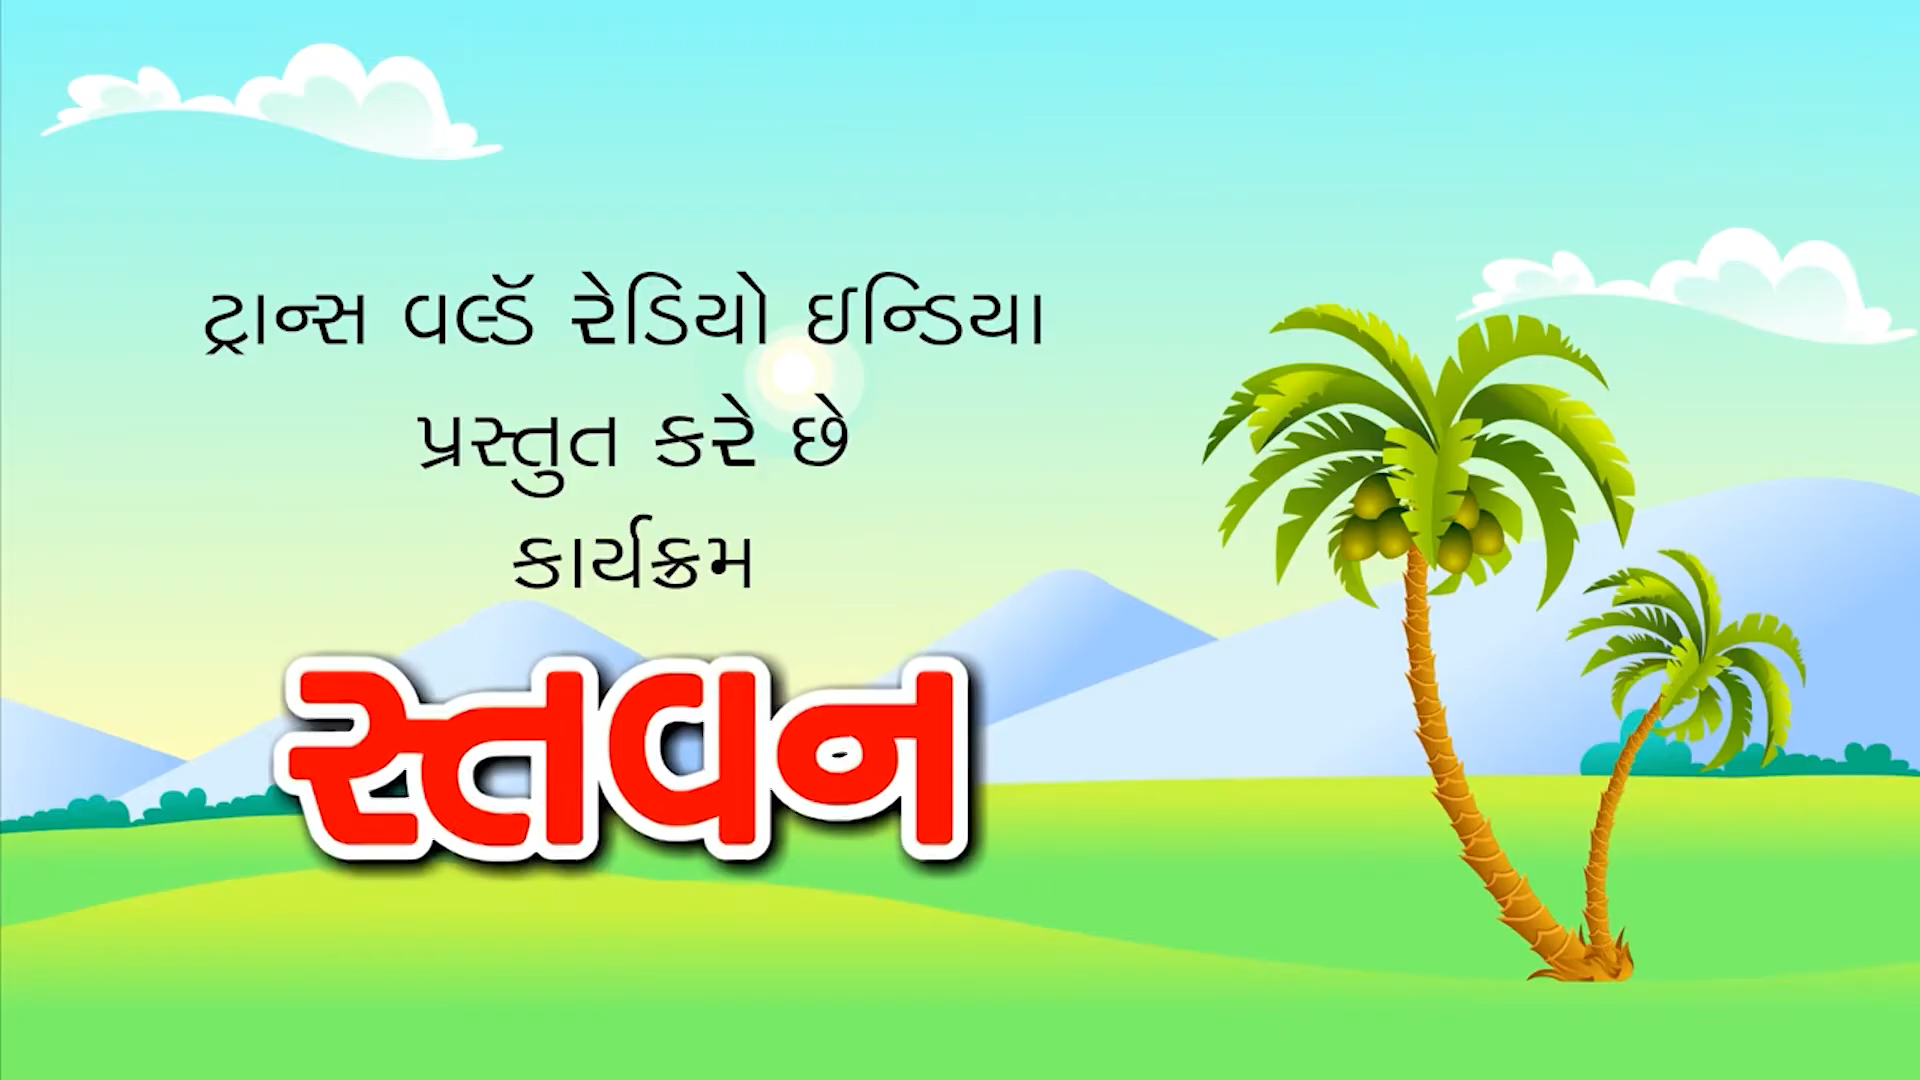 ટ્રાન્સ વર્લ્ડ રેડિયો ઇન્ડિયા
પ્રસ્તુત કરે છે
કાર્યક્રમ
સ્તવન